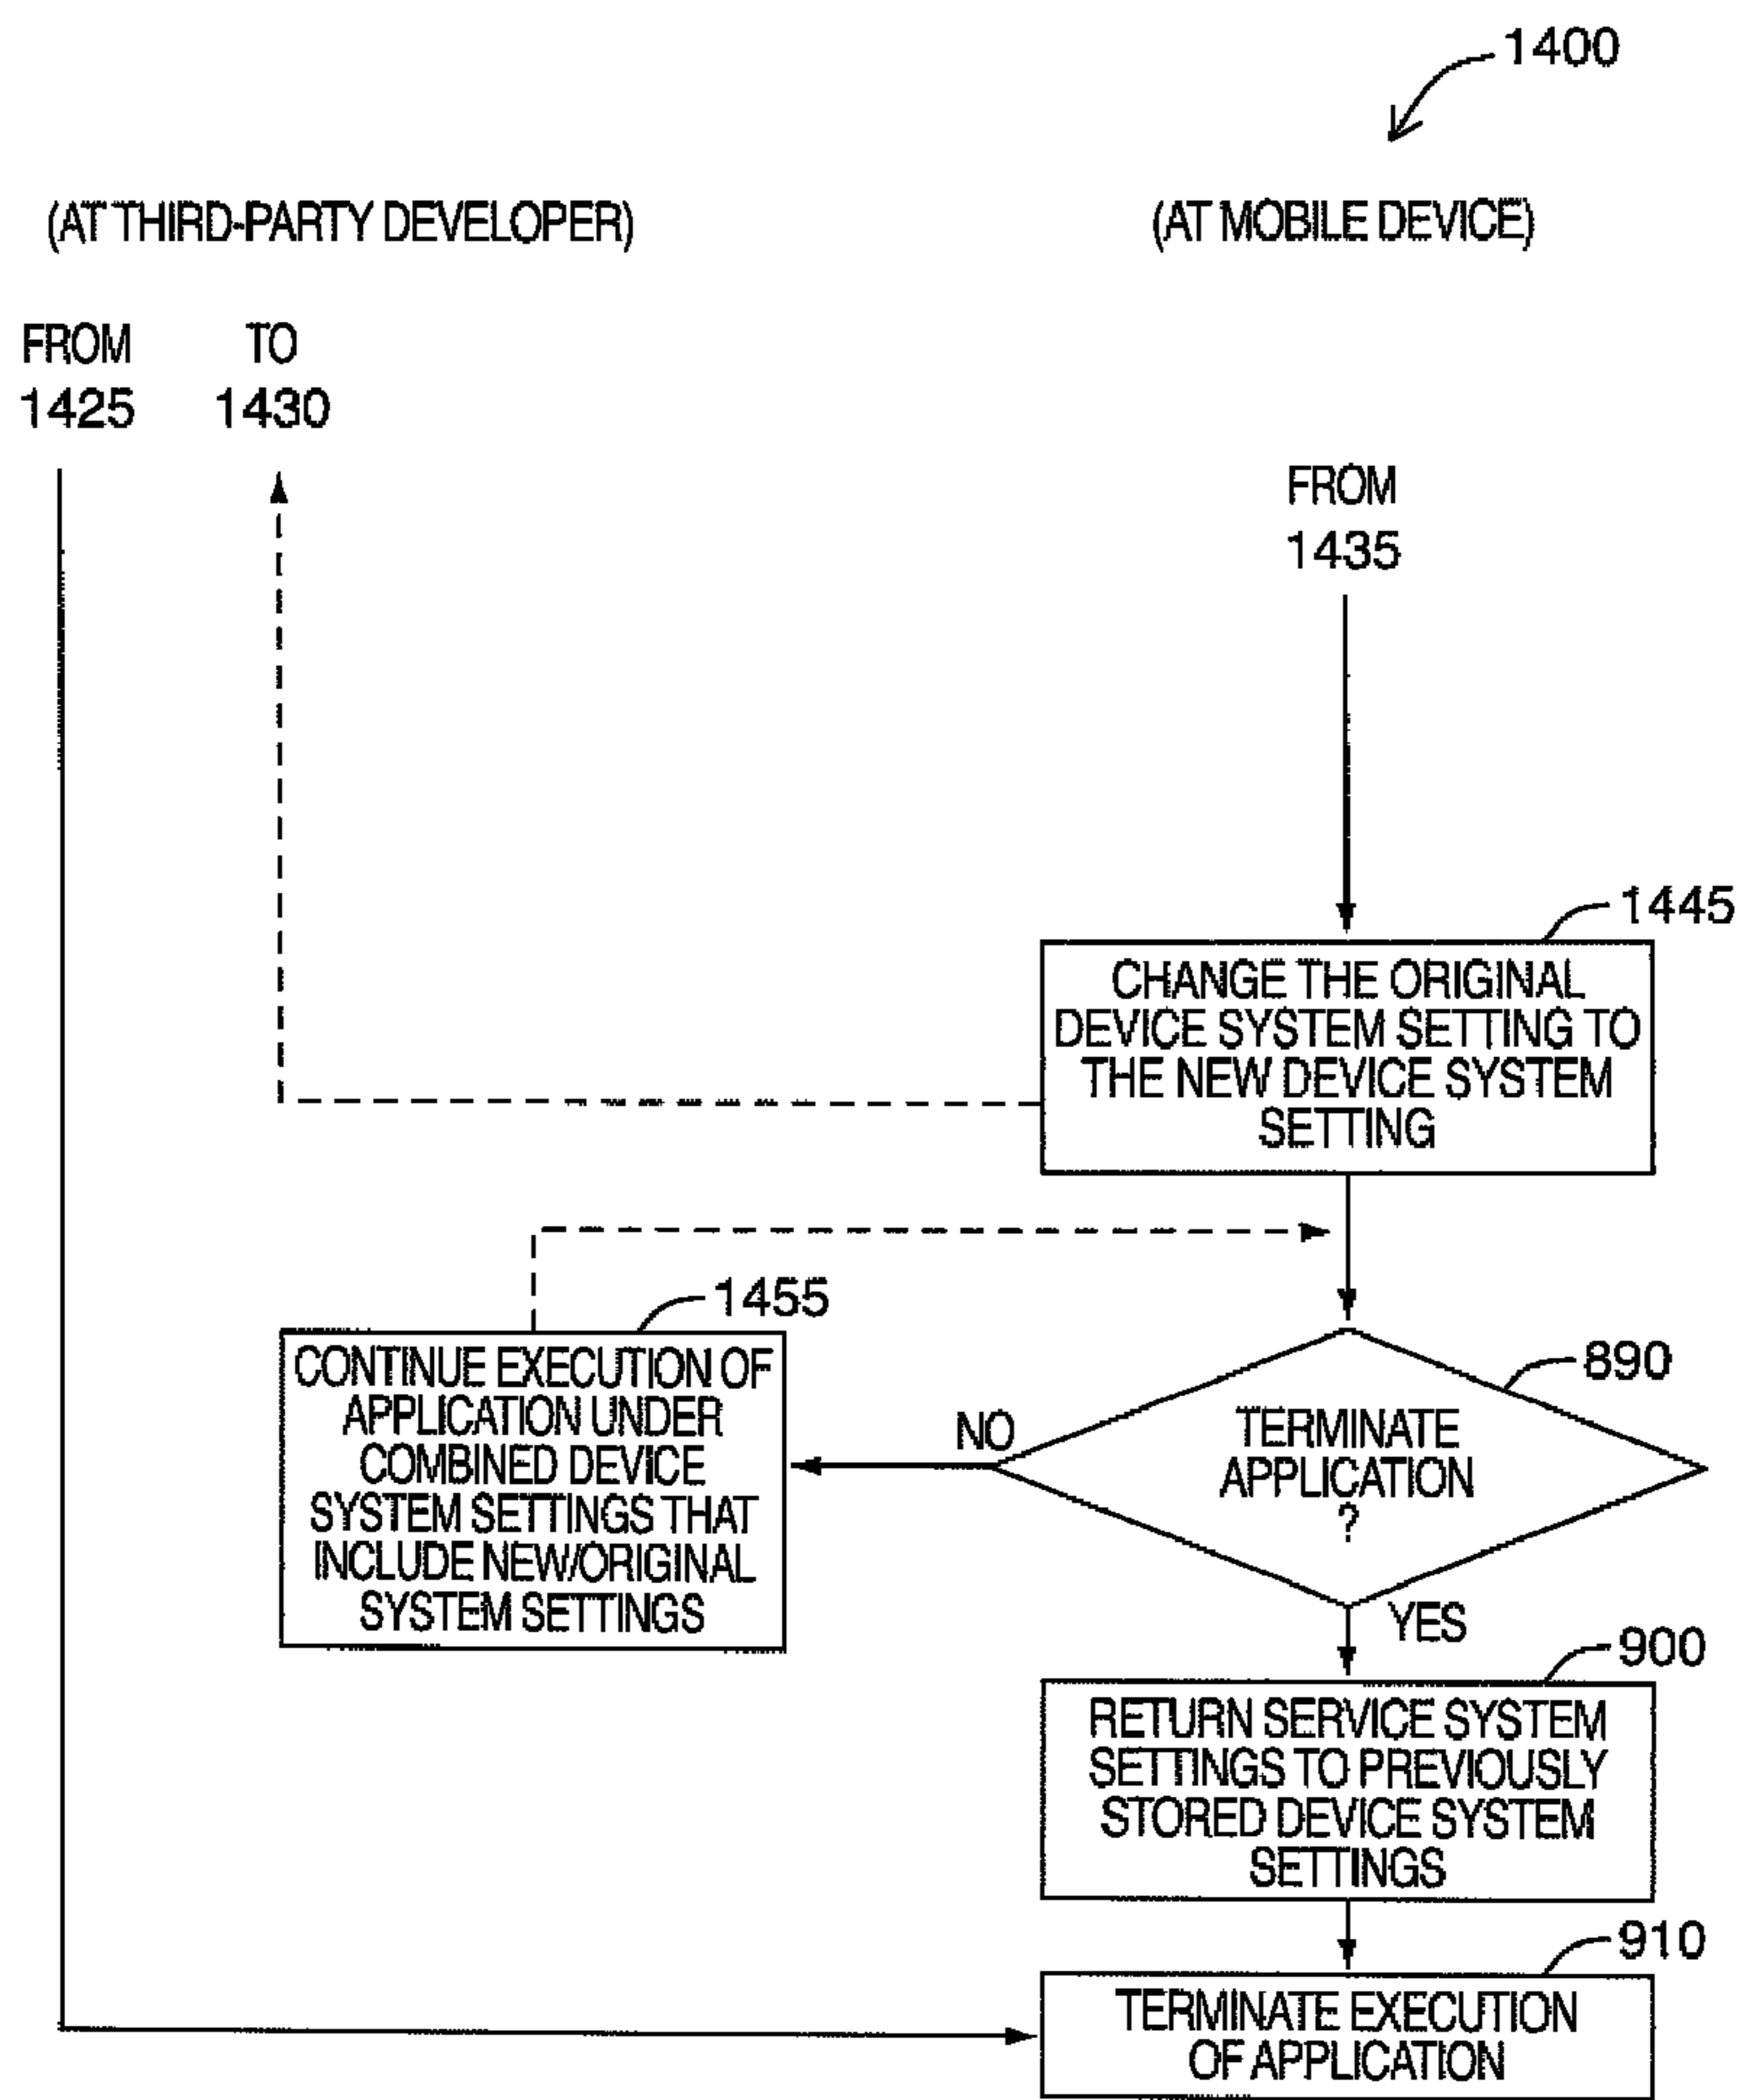 1400
(AT THIRD-PARTY DEVELOPER)
(AT MOBILE DEVICE)
FROM
1425
TO
1430
FROM
1435
1445
CHANGE THE ORIGINAL
DEVICE SYSTEM SETTING TO
THE NEW DEVICE SYSTEM
SETTING
1455
CONTINUE EXECUTION OF
APPLICATION UNDER
COMBINED DEVICE
SYSTEM SETTINGS THAT
INCLUDE NEW/ORIGINAL
SYSTEM SETTINGS
NO
890
TERMINATE
APPLICATION
?
YES
900
RETURN SERVICE SYSTEM
SETTINGS TO PREVIOUSLY
STORED DEVICE SYSTEM
SETTINGS
910
TERMINATE EXECUTION
OF APPLICATION